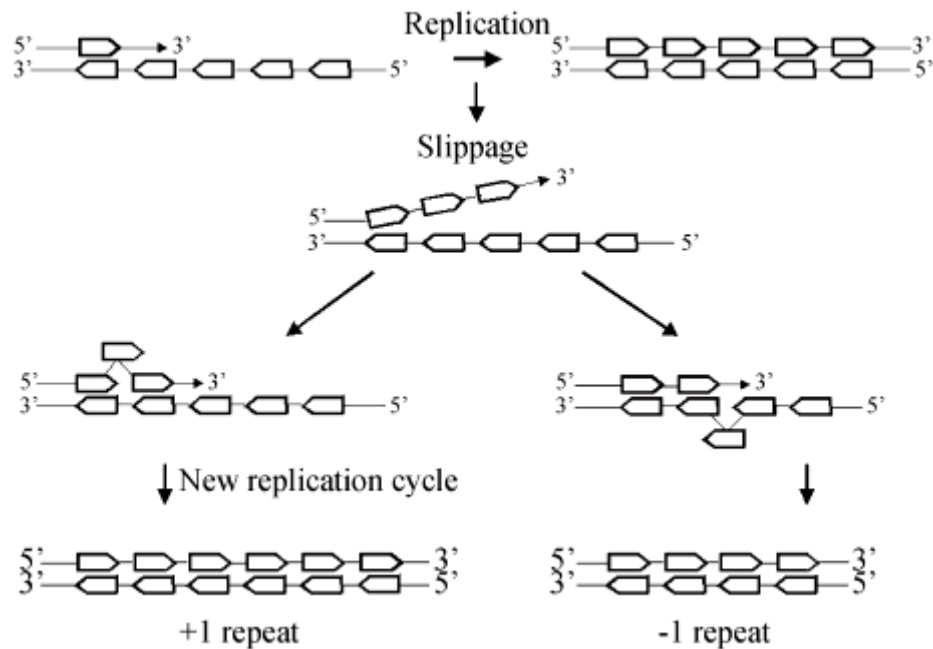 Replication
5’ 3’ 5’ 3’
3’ 5’ 3’ 5’
Slippage
3’
5’
3’ 5’
5’ 3’ 5’ 3’
3’ 5’ 3’ 5’
New replication cycle
5’ 3’ 5’ 3’
3’ 5’ 3’ 5’
+1 repeat -1 repeat